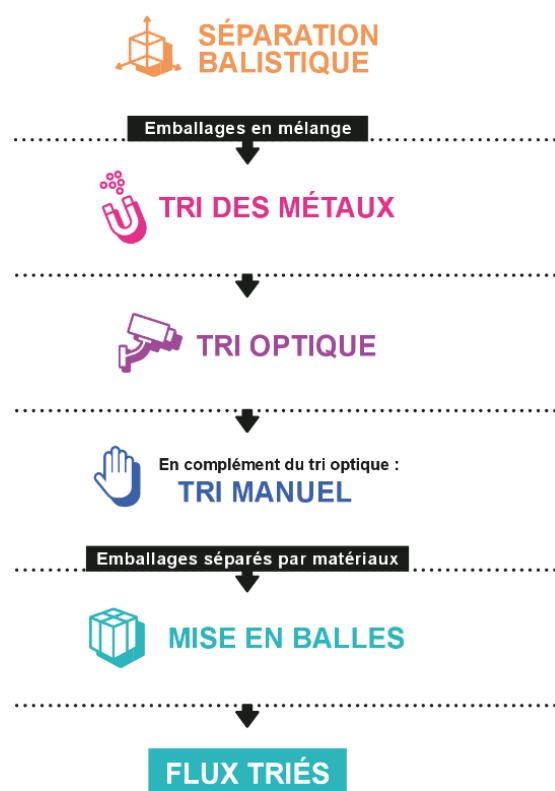 SÉPARATION
BALISTIQUE
Emballages en mélange
TRI DES MÉTAUX
TRI OPTIQUE
En complément du tri optique :
TRI MANUEL
Emballages séparés par matériaux
MISE EN BALLES
FLUX TRIÉS